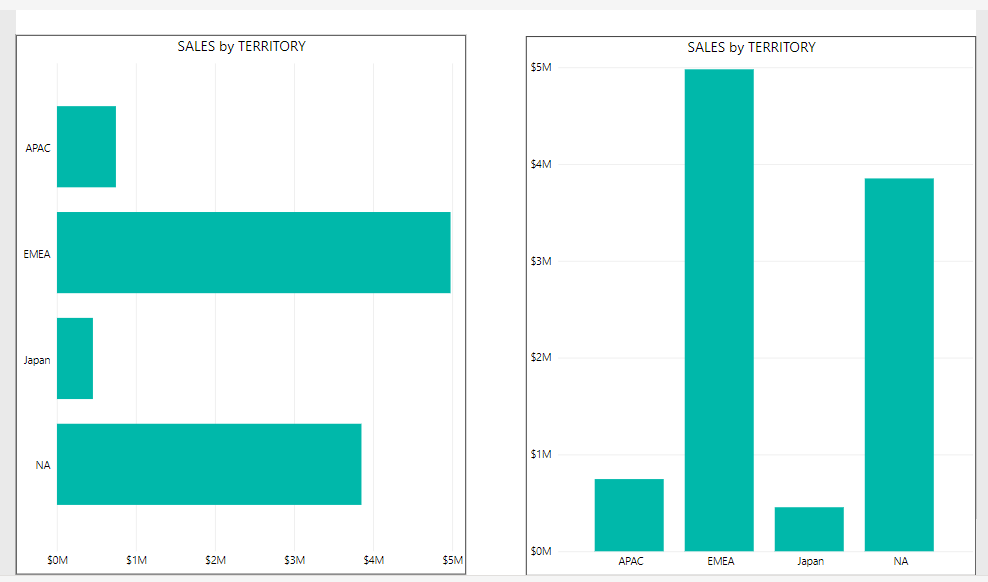 SALES by TERRITORY
APAC
EMEA
Japan
NA
$0M $1M $2M $3M $4M $5M
SALES by TERRITORY
$5M
$4M
$3M
$2M
$1M
$0M
APAC EMEA Japan NA